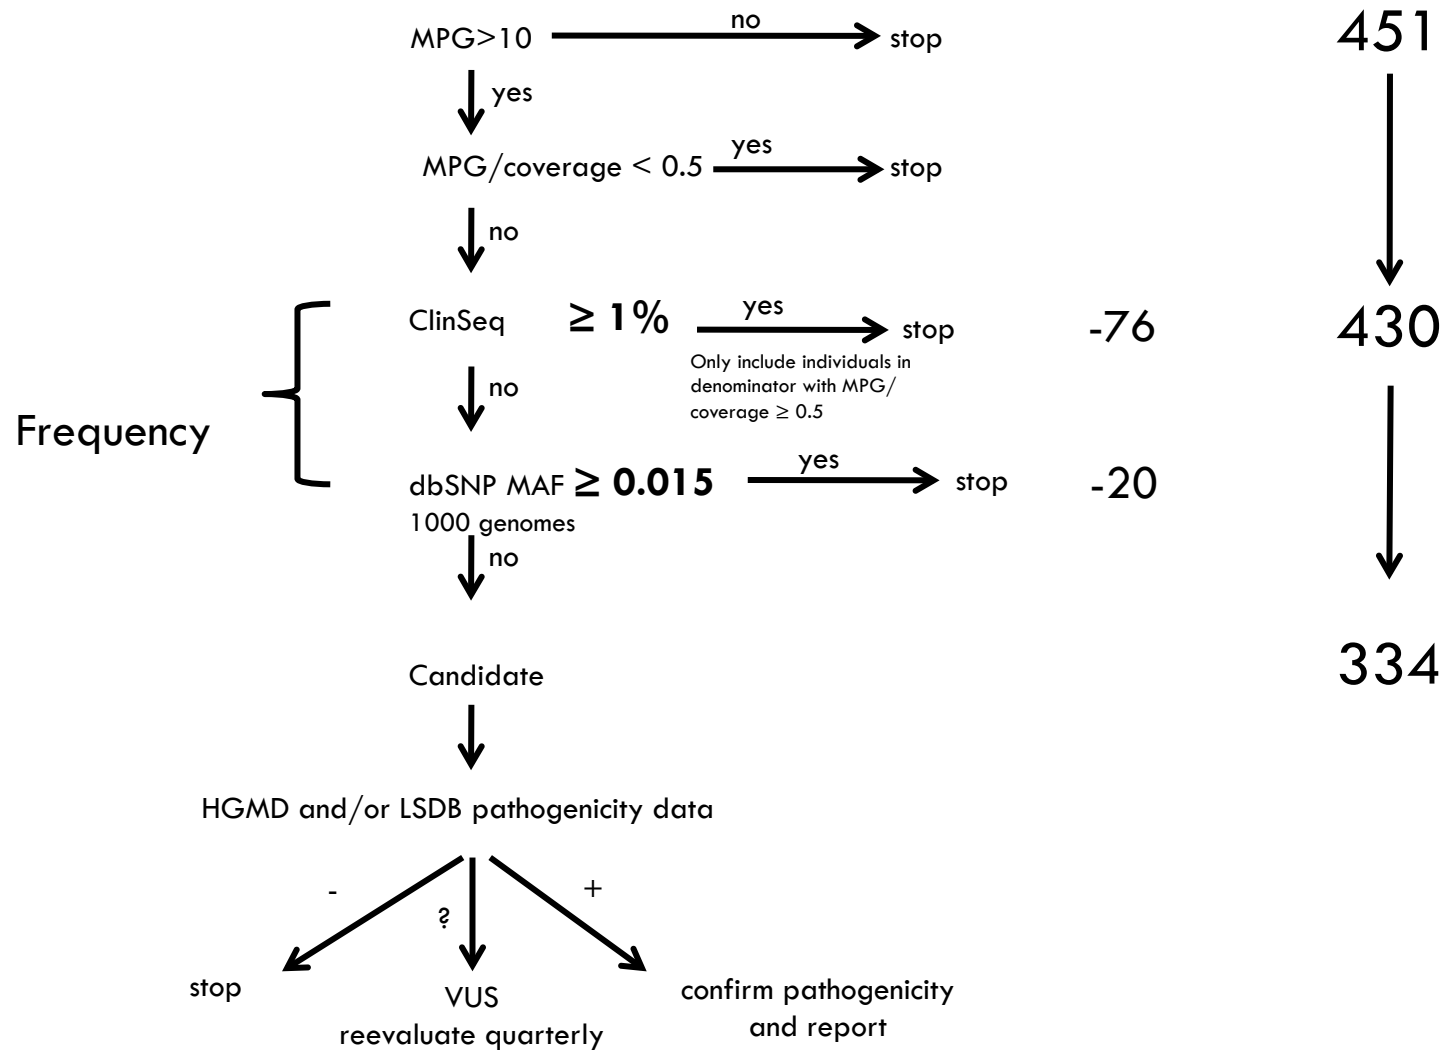 MPG>10
no
stop
451
yes
MPG/coverage < 0.5
yes
stop
no
ClinSeq ≥ 1%
yes
stop
-76
430
Only include individuals in
denominator with MPG/
coverage ≥ 0.5
no
Frequency
dbSNP MAF ≥ 0.015
1000 genomes
yes
stop
-20
no
Candidate
334
HGMD and/or LSDB pathogenicity data
-
?
+
stop
VUS
reevaluate quarterly
confirm pathogenicity
and report